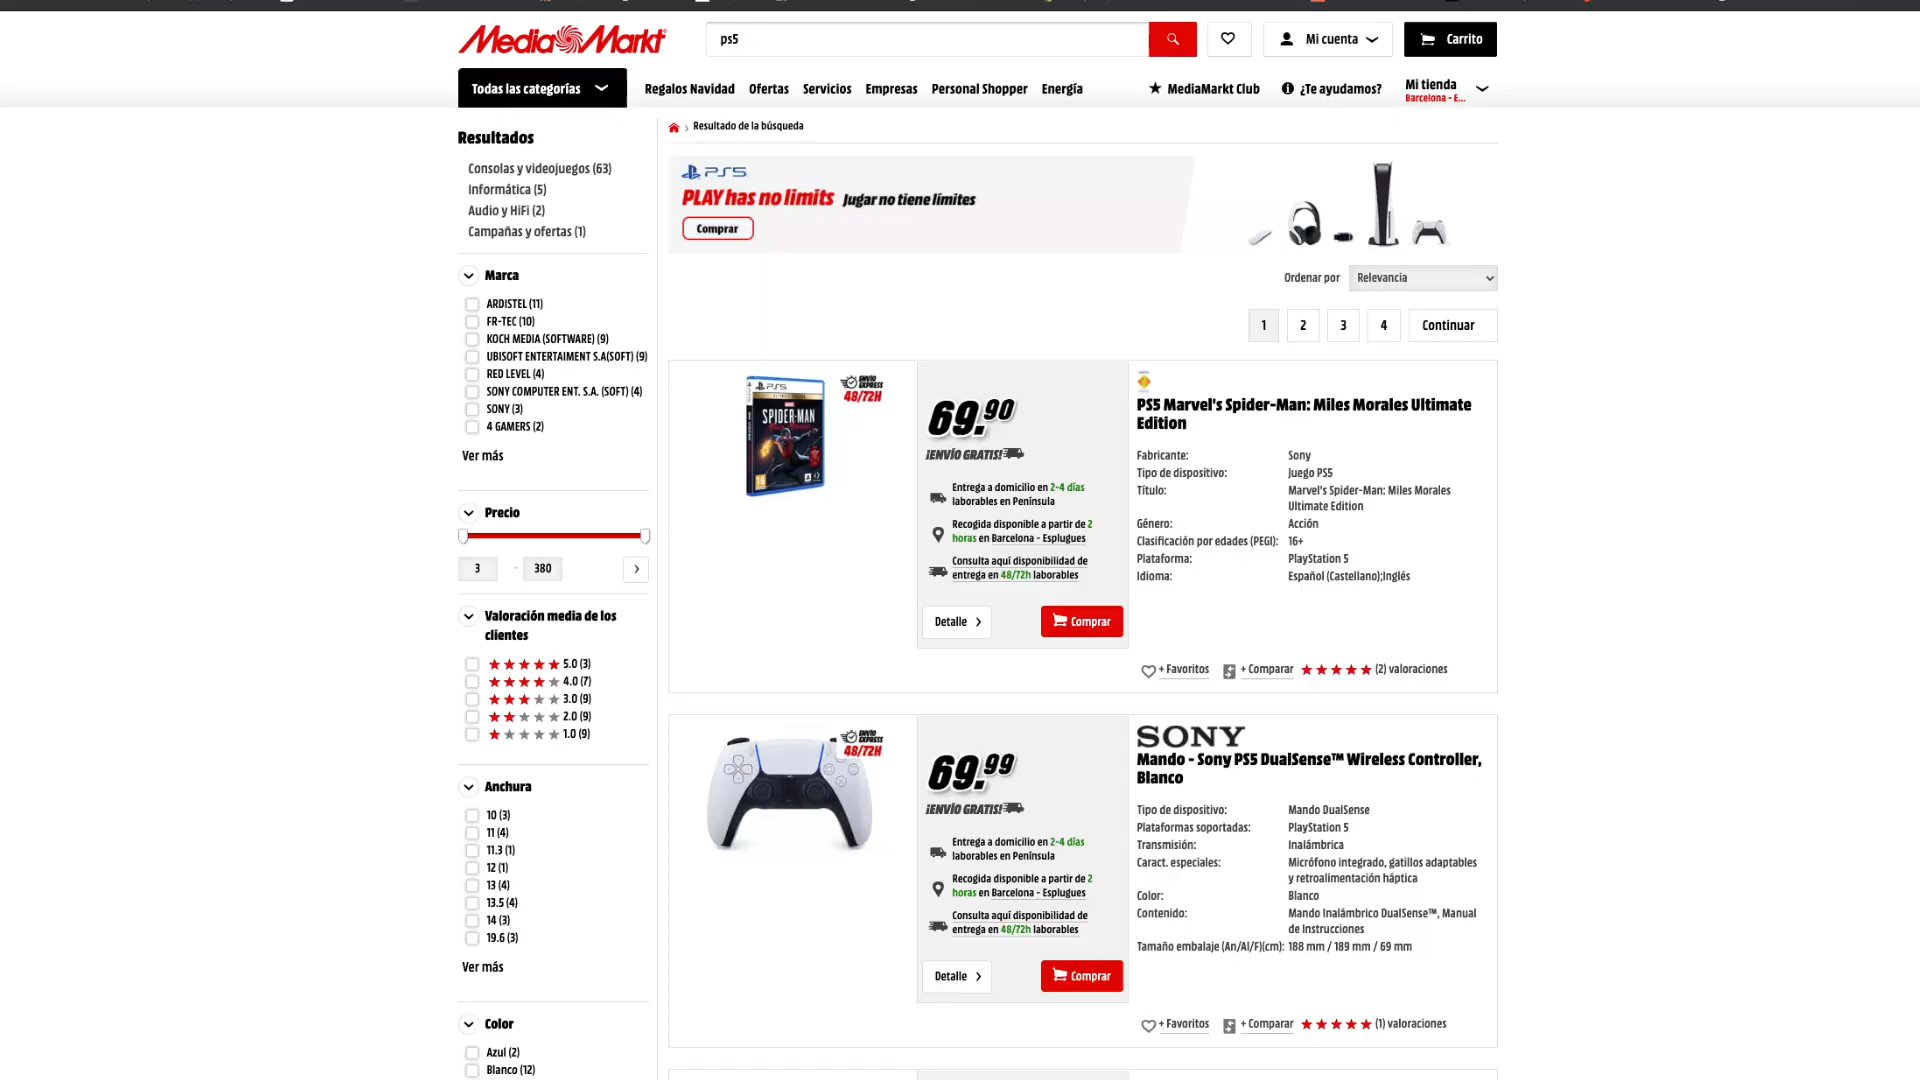 MediaMarkt
ps5
Mi cuenta
Carrito
Todas las categorías
Regalos Navidad
Ofertas
Servicios
Empresas
Personal Shopper
Energía
MediaMarkt Club
¿Te ayudamos?
Mi tienda
Barcelona - E...
Resultados
Consolas y videojuegos (63)
Informática (5)
Audio y HiFi (2)
Campañas y ofertas (1)
Marca
ARDISTEL (11)
FR-TEC (10)
KOCH MEDIA (SOFTWARE) (9)
UBISOFT ENTERTAIMENT S.A(SOFT) (9)
RED LEVEL (4)
SONY COMPUTER ENT. S.A. (SOFT) (4)
SONY (3)
4 GAMERS (2)
Ver más
Precio
3 - 380
Valoración media de los
clientes
5.0 (3)
4.0 (7)
3.0 (9)
2.0 (9)
1.0 (9)
Anchura
10 (3)
11 (4)
11.3 (1)
12 (1)
13 (4)
13.5 (4)
14 (3)
19.6 (3)
Ver más
Color
Azul (2)
Blanco (12)
Resultado de la búsqueda
PS5
PLAY has no limits Jugar no tiene límites
Comprar
Ordenar por Relevancia
1 2 3 4 Continuar
PS5
MARVEL
SPIDER-MAN
16
ENVIO
EXPRESS
48/72H
69.90
¡ENVÍO GRATIS!
Entrega a domicilio en 2-4 días
laborables en Península
Recogida disponible a partir de 2
horas en Barcelona - Esplugues
Consulta aquí disponibilidad de
entrega en 48/72h laborables
Detalle
Comprar
PS5 Marvel's Spider-Man: Miles Morales Ultimate
Edition
Fabricante: Sony
Tipo de dispositivo: Juego PS5
Título: Marvel's Spider-Man: Miles Morales
Ultimate Edition
Género: Acción
Clasificación por edades (PEGI): 16+
Plataforma: PlayStation 5
Idioma: Español (Castellano);Inglés
+ Favoritos + Comparar (2) valoraciones
ENVIO
EXPRESS
48/72H
69.99
¡ENVÍO GRATIS!
Entrega a domicilio en 2-4 días
laborables en Península
Recogida disponible a partir de 2
horas en Barcelona - Esplugues
Consulta aquí disponibilidad de
entrega en 48/72h laborables
Detalle
Comprar
SONY
Mando - Sony PS5 DualSense™ Wireless Controller,
Blanco
Tipo de dispositivo: Mando DualSense
Plataformas soportadas: PlayStation 5
Transmisión: Inalámbrica
Caract. especiales: Micrófono integrado, gatillos adaptables
y retroalimentación háptica
Color: Blanco
Contenido: Mando Inalámbrico DualSense™, Manual
de Instrucciones
Tamaño embalaje (An/Al/F)(cm): 188 mm / 189 mm / 69 mm
+ Favoritos + Comparar (1) valoraciones